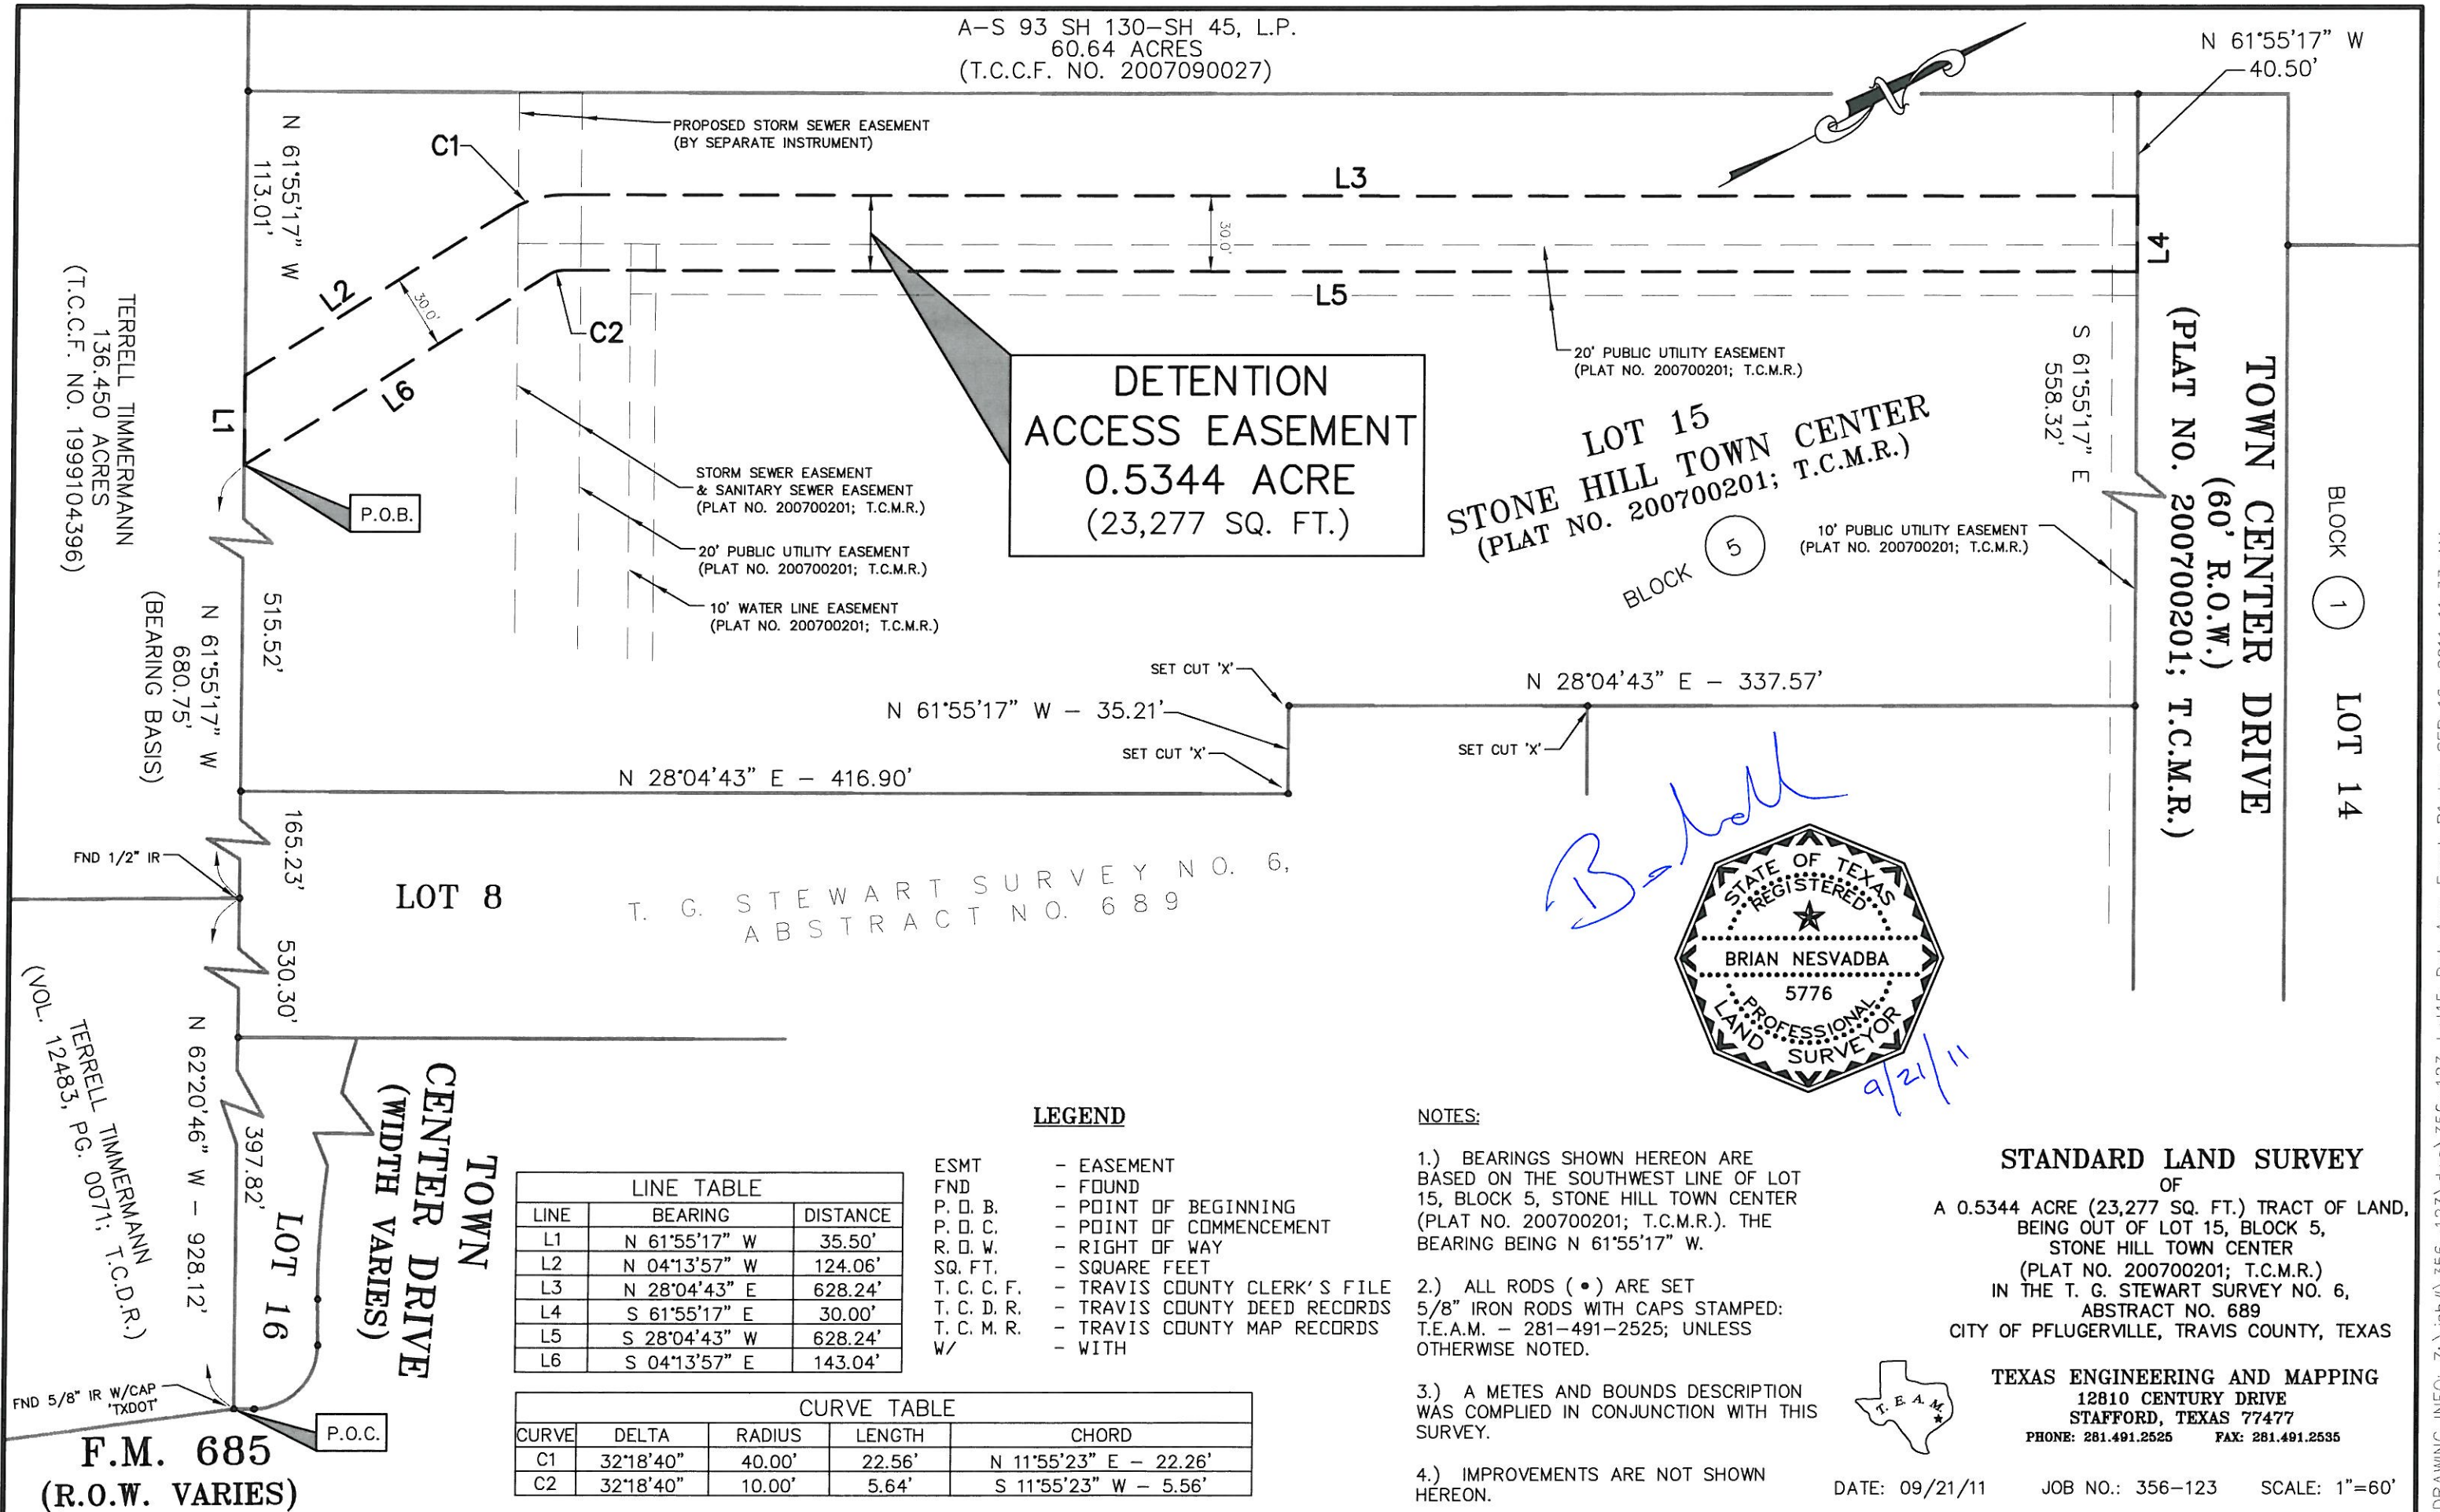 A-S 93 SH 130-SH 45, L.P.
60.64 ACRES
(T.C.C.F. NO. 2007090027)
N 61°55'17" W
40.50'
N 61°55'17" W
113.01'
C1
PROPOSED STORM SEWER EASEMENT
(BY SEPARATE INSTRUMENT)
L3
30.0'
L4
L2
30.0'
L5
C2
L6
L1
TERRELL TIMMERMANN
136.450 ACRES
(T.C.C.F. NO. 1999104396)
P.O.B.
DETENTION
ACCESS EASEMENT
0.5344 ACRE
(23,277 SQ. FT.)
20' PUBLIC UTILITY EASEMENT
(PLAT NO. 200700201; T.C.M.R.)
S 61°55'17" E
558.32'
TOWN CENTER DRIVE
(60' R.O.W.)
(PLAT NO. 200700201; T.C.M.R.)
BLOCK 1 LOT 14
LOT 15
STONE HILL TOWN CENTER
(PLAT NO. 200700201; T.C.M.R.)
BLOCK 5
10' PUBLIC UTILITY EASEMENT
(PLAT NO. 200700201; T.C.M.R.)
STORM SEWER EASEMENT
& SANITARY SEWER EASEMENT
(PLAT NO. 200700201; T.C.M.R.)
20' PUBLIC UTILITY EASEMENT
(PLAT NO. 200700201; T.C.M.R.)
10' WATER LINE EASEMENT
(PLAT NO. 200700201; T.C.M.R.)
515.52'
N 61°55'17" W
680.75'
(BEARING BASIS)
SET CUT 'X'
N 61°55'17" W - 35.21'
SET CUT 'X'
N 28°04'43" E - 337.57'
SET CUT 'X'
N 28°04'43" E - 416.90'
165.23'
FND 1/2" IR
LOT 8
T. G. STEWART SURVEY NO. 6,
ABSTRACT NO. 689
530.30'
STATE OF TEXAS
REGISTERED
BRIAN NESVADBA
5776
PROFESSIONAL
LAND SURVEYOR
9/21/11
TERRELL TIMMERMANN
(VOL. 12483, PG. 0071; T.C.D.R.)
N 62°20'46" W - 928.12'
397.82'
LOT 16
TOWN
CENTER DRIVE
(WIDTH VARIES)
FND 5/8" IR W/CAP
'TXDOT'
P.O.C.
F.M. 685
(R.O.W. VARIES)
LINE TABLE
LINE BEARING DISTANCE
L1 N 61°55'17" W 35.50'
L2 N 04°13'57" W 124.06'
L3 N 28°04'43" E 628.24'
L4 S 61°55'17" E 30.00'
L5 S 28°04'43" W 628.24'
L6 S 04°13'57" E 143.04'
CURVE TABLE
CURVE DELTA RADIUS LENGTH CHORD
C1 32°18'40" 40.00' 22.56' N 11°55'23" E - 22.26'
C2 32°18'40" 10.00' 5.64' S 11°55'23" W - 5.56'
LEGEND
ESMT - EASEMENT
FND - FOUND
P. O. B. - POINT OF BEGINNING
P. O. C. - POINT OF COMMENCEMENT
R. O. W. - RIGHT OF WAY
SQ. FT. - SQUARE FEET
T. C. C. F. - TRAVIS COUNTY CLERK'S FILE
T. C. D. R. - TRAVIS COUNTY DEED RECORDS
T. C. M. R. - TRAVIS COUNTY MAP RECORDS
W/ - WITH
NOTES:
1.) BEARINGS SHOWN HEREON ARE
BASED ON THE SOUTHWEST LINE OF LOT
15, BLOCK 5, STONE HILL TOWN CENTER
(PLAT NO. 200700201; T.C.M.R.). THE
BEARING BEING N 61°55'17" W.
2.) ALL RODS (●) ARE SET
5/8" IRON RODS WITH CAPS STAMPED:
T.E.A.M. - 281-491-2525; UNLESS
OTHERWISE NOTED.
3.) A METES AND BOUNDS DESCRIPTION
WAS COMPLIED IN CONJUNCTION WITH THIS
SURVEY.
4.) IMPROVEMENTS ARE NOT SHOWN
HEREON.
STANDARD LAND SURVEY
OF
A 0.5344 ACRE (23,277 SQ. FT.) TRACT OF LAND,
BEING OUT OF LOT 15, BLOCK 5,
STONE HILL TOWN CENTER
(PLAT NO. 200700201; T.C.M.R.)
IN THE T. G. STEWART SURVEY NO. 6,
ABSTRACT NO. 689
CITY OF PFLUGERVILLE, TRAVIS COUNTY, TEXAS
T. E. A. M.
TEXAS ENGINEERING AND MAPPING
12810 CENTURY DRIVE
STAFFORD, TEXAS 77477
PHONE: 281.491.2525 FAX: 281.491.2535
DATE: 09/21/11 JOB NO.: 356-123 SCALE: 1"=60'